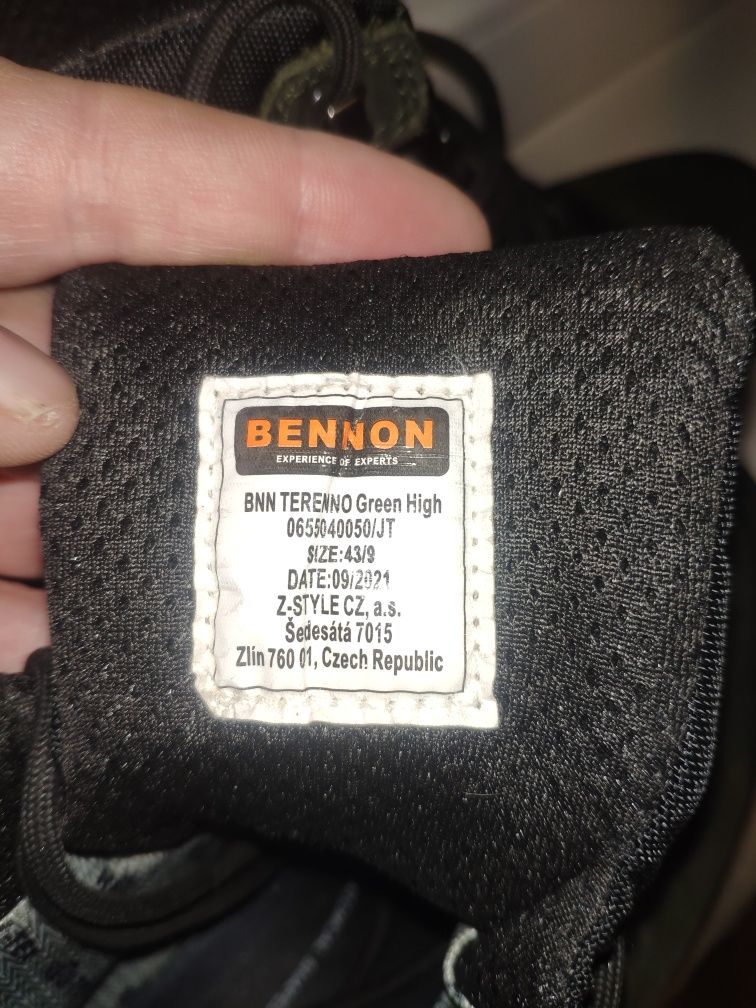 BENNON
EXPERIENCE OF EXPERTS
BNN TERENNO Green High
0655040050/JT
SIZE:43/9
DATE:09/2021
Z-STYLE CZ, a.s.
Šedesátá 7015
Zlín 760 01, Czech Republic